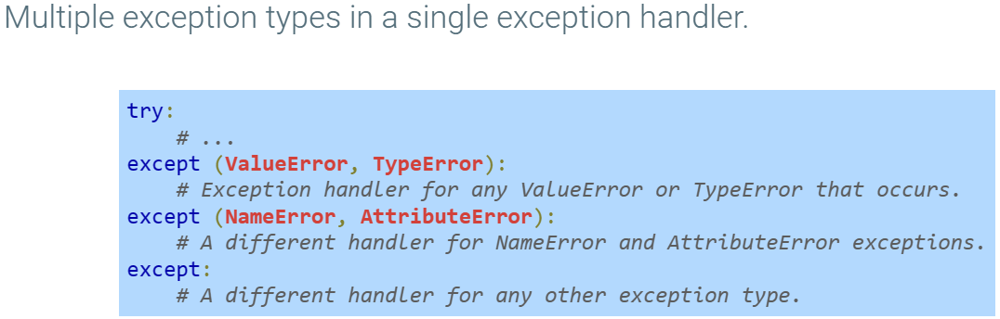 Multiple exception types in a single exception handler.
try:
    # ...
except (ValueError, TypeError):
    # Exception handler for any ValueError or TypeError that occurs.
except (NameError, AttributeError):
    # A different handler for NameError and AttributeError exceptions.
except:
    # A different handler for any other exception type.